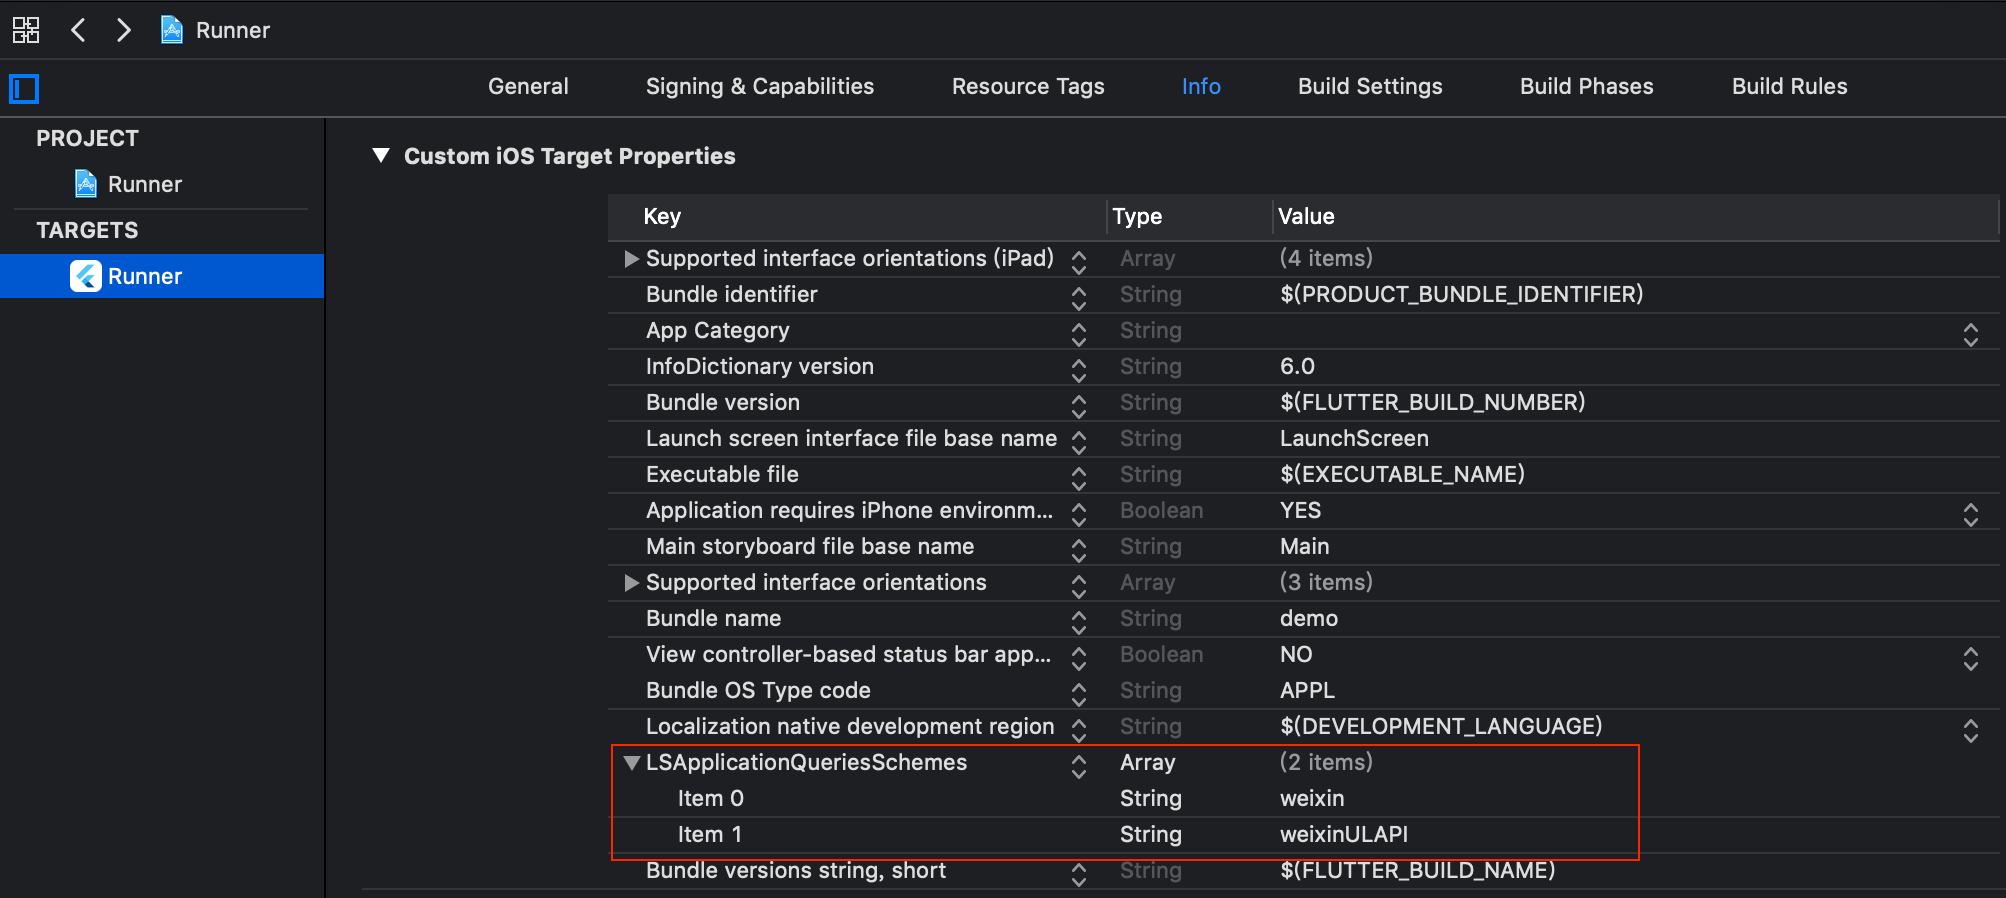 Runner
General Signing & Capabilities Resource Tags Info Build Settings Build Phases Build Rules
PROJECT
Runner
TARGETS
Runner
Custom iOS Target Properties
Key Type Value
Supported interface orientations (iPad) Array (4 items)
Bundle identifier String $(PRODUCT_BUNDLE_IDENTIFIER)
App Category String
InfoDictionary version String 6.0
Bundle version String $(FLUTTER_BUILD_NUMBER)
Launch screen interface file base name String LaunchScreen
Executable file String $(EXECUTABLE_NAME)
Application requires iPhone environm... Boolean YES
Main storyboard file base name String Main
Supported interface orientations Array (3 items)
Bundle name String demo
View controller-based status bar app... Boolean NO
Bundle OS Type code String APPL
Localization native development region String $(DEVELOPMENT_LANGUAGE)
LSApplicationQueriesSchemes Array (2 items)
Item 0 String weixin
Item 1 String weixinULAPI
Bundle versions string, short String $(FLUTTER_BUILD_NAME)